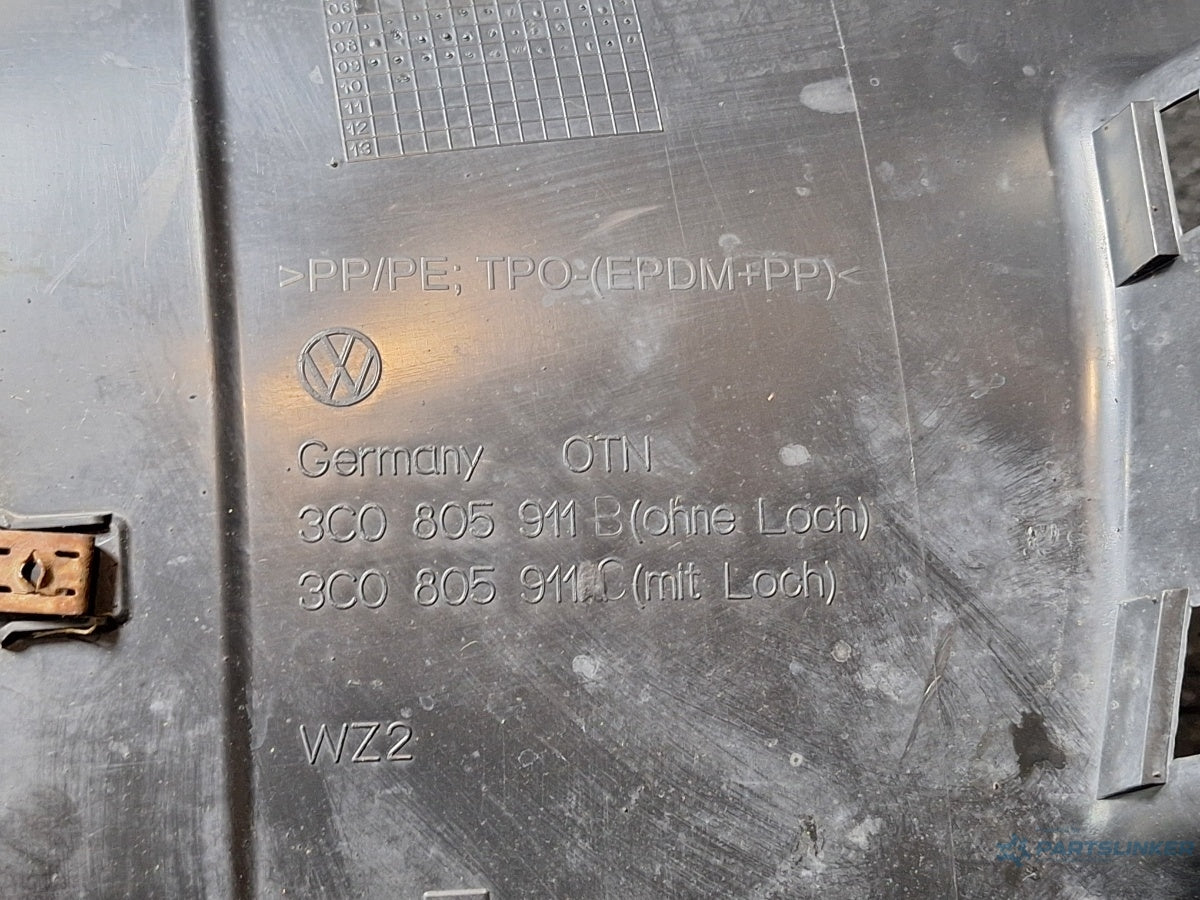 06
07
08
09
10
11
12
13
>PP/PE; TPO-(EPDM+PP)<
Germany OTN
3C0 805 911 B(ohne Loch)
3C0 805 911 C(mit Loch)
WZ2
PARTSLINKED